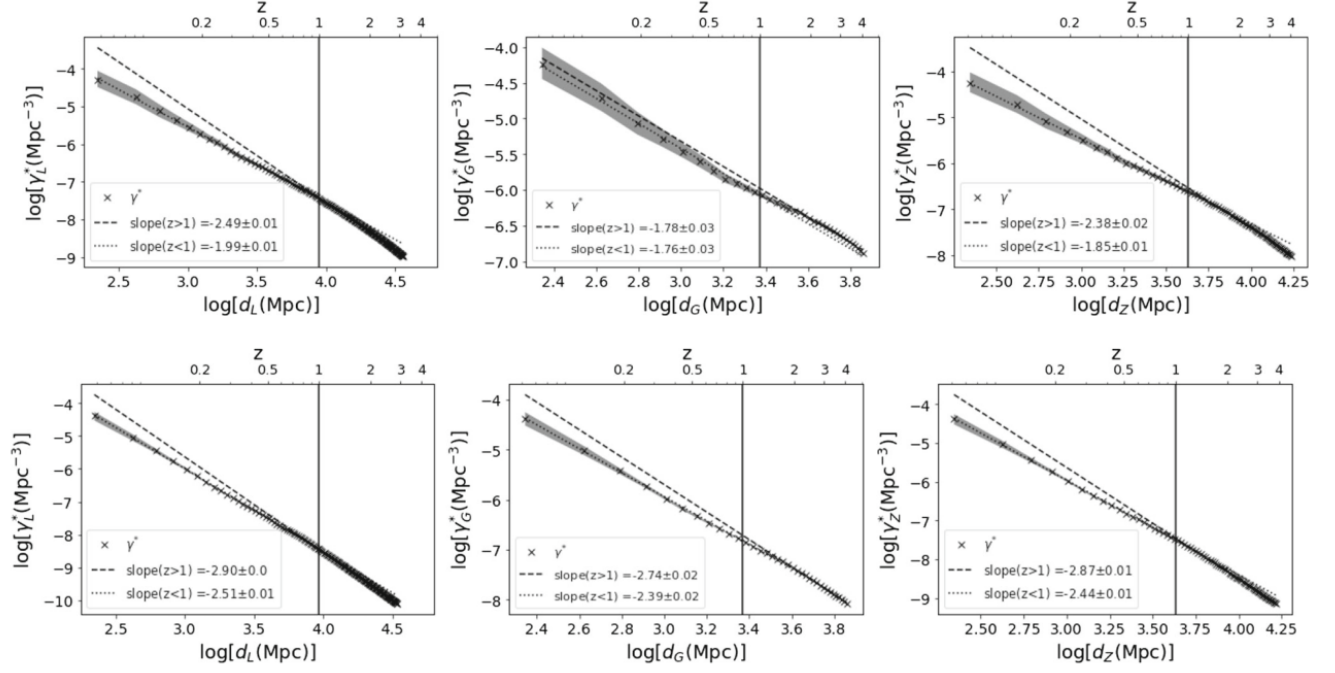 z
0.2 0.5 1 2 3 4
−4
−5
−6
−7
−8
−9
log[γ*L(Mpc−3)]
× γ*
slope(z>1) =-2.49±0.01
slope(z<1) =-1.99±0.01
2.5 3.0 3.5 4.0 4.5
log[dL(Mpc)]
z
0.2 0.5 1 2 3 4
−4.0
−4.5
−5.0
−5.5
−6.0
−6.5
−7.0
log[γ*G(Mpc−3)]
× γ*
slope(z>1) =-1.78±0.03
slope(z<1) =-1.76±0.03
2.4 2.6 2.8 3.0 3.2 3.4 3.6 3.8
log[dG(Mpc)]
z
0.2 0.5 1 2 3 4
−4
−5
−6
−7
−8
log[γ*Z(Mpc−3)]
× γ*
slope(z>1) =-2.38±0.02
slope(z<1) =-1.85±0.01
2.50 2.75 3.00 3.25 3.50 3.75 4.00 4.25
log[dZ(Mpc)]
z
0.2 0.5 1 2 3 4
−4
−5
−6
−7
−8
−9
−10
log[γ*L(Mpc−3)]
× γ*
slope(z>1) =-2.90±0.0
slope(z<1) =-2.51±0.01
2.5 3.0 3.5 4.0 4.5
log[dL(Mpc)]
z
0.2 0.5 1 2 3 4
−4
−5
−6
−7
−8
log[γ*G(Mpc−3)]
× γ*
slope(z>1) =-2.74±0.02
slope(z<1) =-2.39±0.02
2.4 2.6 2.8 3.0 3.2 3.4 3.6 3.8
log[dG(Mpc)]
z
0.2 0.5 1 2 3 4
−4
−5
−6
−7
−8
−9
log[γ*Z(Mpc−3)]
× γ*
slope(z>1) =-2.87±0.01
slope(z<1) =-2.44±0.01
2.50 2.75 3.00 3.25 3.50 3.75 4.00 4.25
log[dZ(Mpc)]